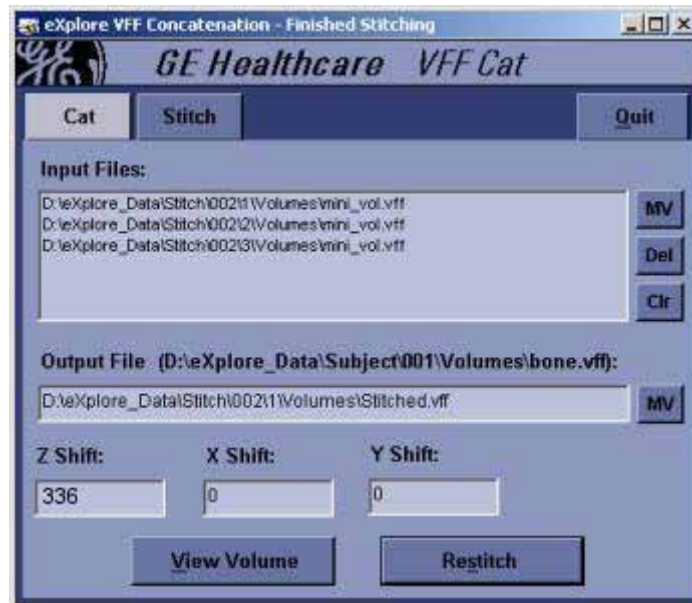 eXplore VFF Concatenation - Finished Stitching
GE Healthcare VFF Cat
Cat Stitch Quit
Input Files:
D:\eXplore_Data\Stitch\002\1\Volumes\mini_vol.vff
D:\eXplore_Data\Stitch\002\2\Volumes\mini_vol.vff
D:\eXplore_Data\Stitch\002\3\Volumes\mini_vol.vff
MV
Del
Clr
Output File (D:\eXplore_Data\Subject\001\Volumes\bone.vff):
D:\eXplore_Data\Stitch\002\1\Volumes\Stitched.vff MV
Z Shift: X Shift: Y Shift:
336 0 0
View Volume Restitch